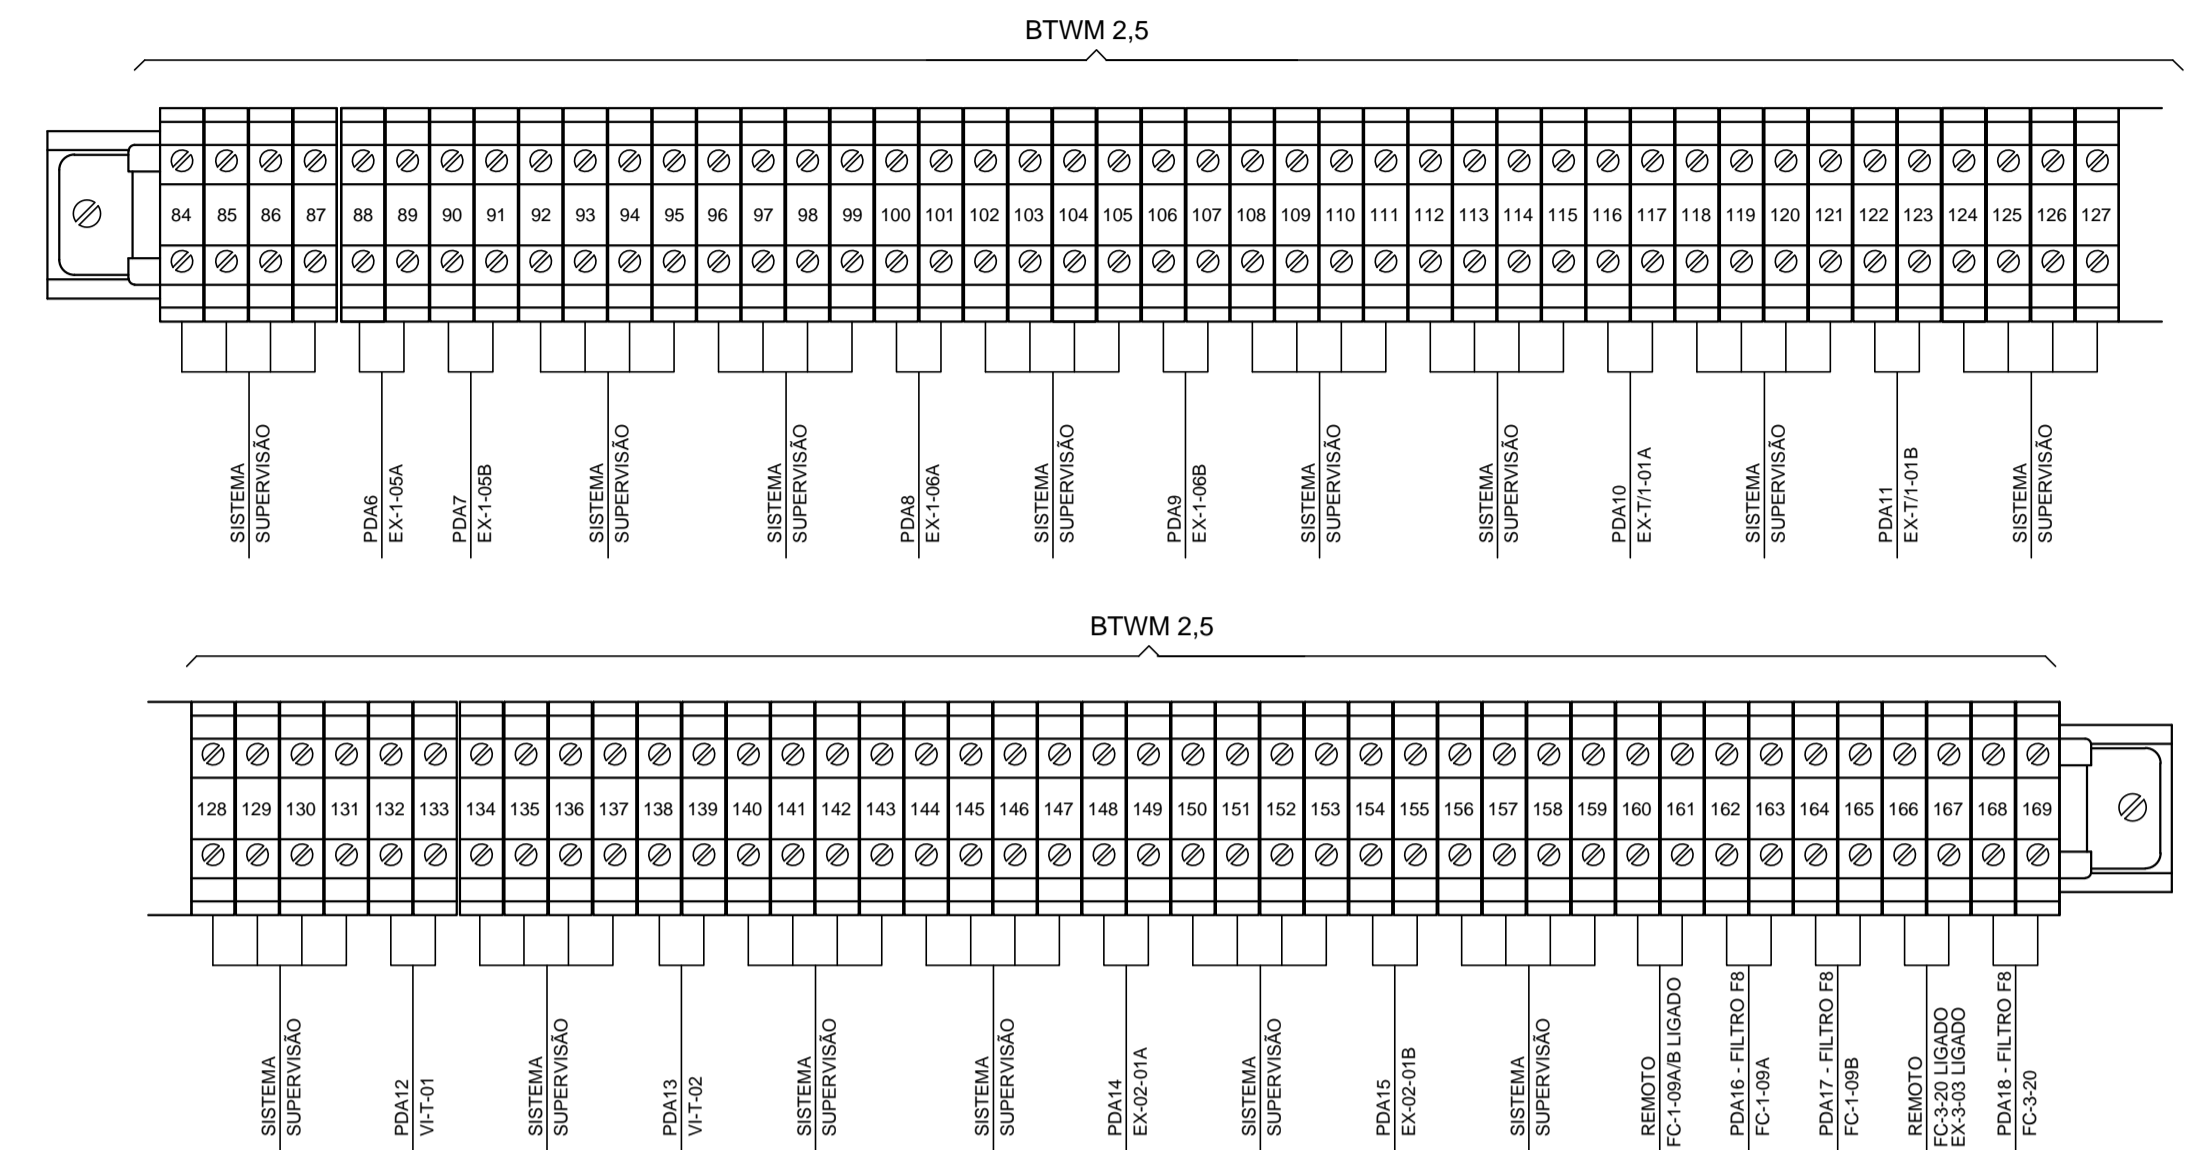 BTWM 2,5
84 85 86 87 88 89 90 91 92 93 94 95 96 97 98 99 100 101 102 103 104 105 106 107 108 109 110 111 112 113 114 115 116 117 118 119 120 121 122 123 124 125 126 127
SISTEMA
SUPERVISÃO
PDA6
EX-1-05A
PDA7
EX-1-05B
SISTEMA
SUPERVISÃO
SISTEMA
SUPERVISÃO
PDA8
EX-1-06A
SISTEMA
SUPERVISÃO
PDA9
EX-1-06B
SISTEMA
SUPERVISÃO
SISTEMA
SUPERVISÃO
PDA10
EX-T/1-01A
SISTEMA
SUPERVISÃO
PDA11
EX-T/1-01B
SISTEMA
SUPERVISÃO
BTWM 2,5
128 129 130 131 132 133 134 135 136 137 138 139 140 141 142 143 144 145 146 147 148 149 150 151 152 153 154 155 156 157 158 159 160 161 162 163 164 165 166 167 168 169
SISTEMA
SUPERVISÃO
PDA12
VI-T-01
SISTEMA
SUPERVISÃO
PDA13
VI-T-02
SISTEMA
SUPERVISÃO
SISTEMA
SUPERVISÃO
PDA14
EX-02-01A
SISTEMA
SUPERVISÃO
PDA15
EX-02-01B
SISTEMA
SUPERVISÃO
REMOTO
FC-1-09A/B LIGADO
PDA16 - FILTRO F8
FC-1-09A
PDA17 - FILTRO F8
FC-1-09B
REMOTO
FC-3-20 LIGADO
EX-3-03 LIGADO
PDA18 - FILTRO F8
FC-3-20